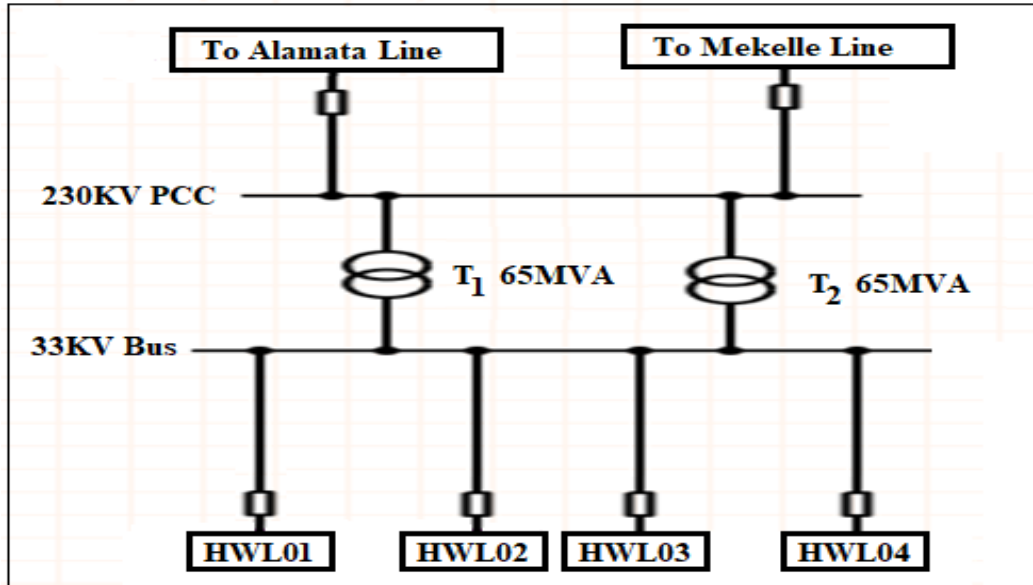 To Alamata Line
To Mekelle Line
230KV PCC
T1 65MVA
T2 65MVA
33KV Bus
HWL01
HWL02
HWL03
HWL04